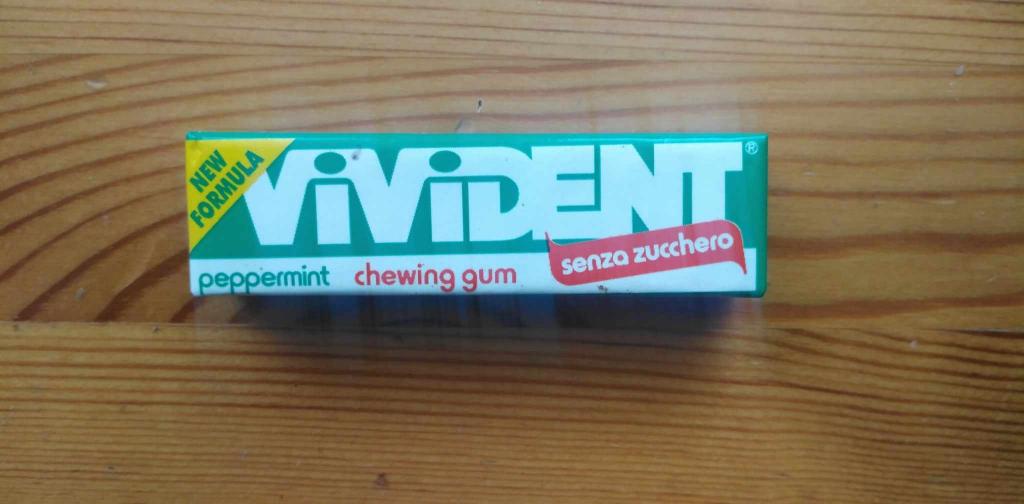 NEW
FORMULA
ViViDENT®
senza zucchero
peppermint chewing gum